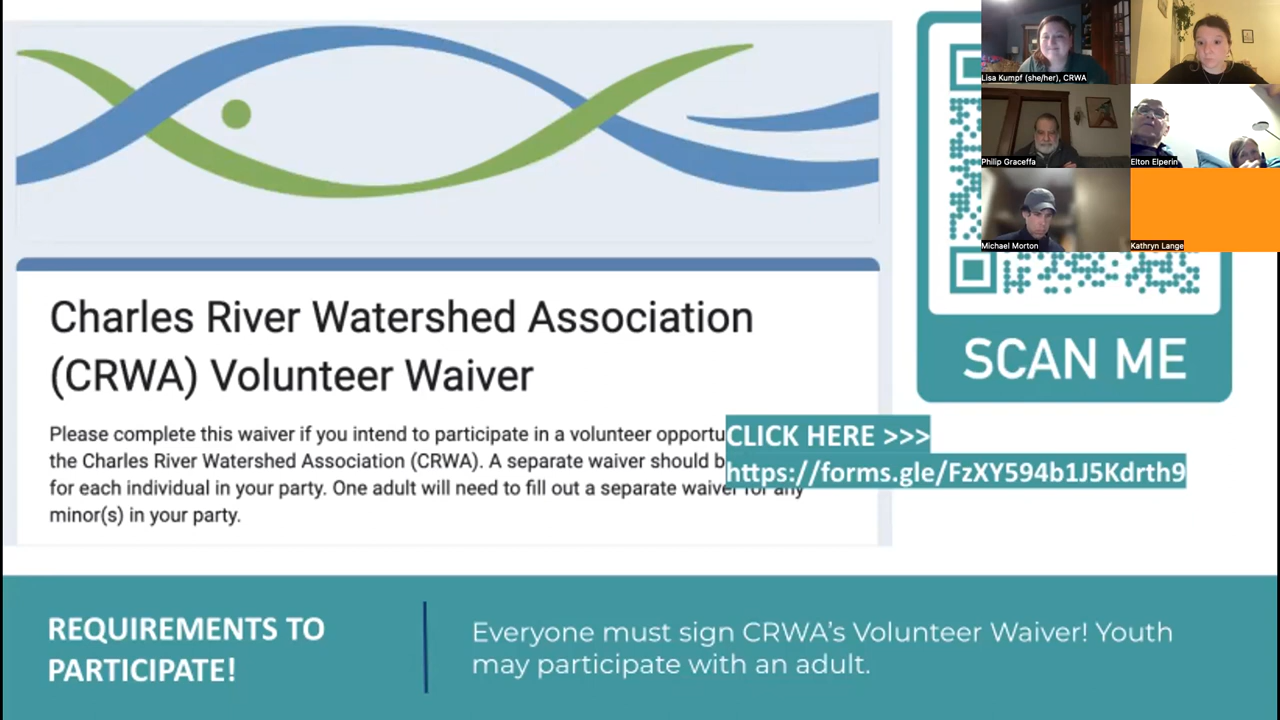 Charles River Watershed Association
(CRWA) Volunteer Waiver
Please complete this waiver if you intend to participate in a volunteer opportu
the Charles River Watershed Association (CRWA). A separate waiver should b
for each individual in your party. One adult will need to fill out a separate waiver for any
minor(s) in your party.
CLICK HERE >>>
https://forms.gle/FzXY594b1J5Kdrth9
SCAN ME
REQUIREMENTS TO
PARTICIPATE!
Everyone must sign CRWA's Volunteer Waiver! Youth
may participate with an adult.
Lisa Kumpf (she/her), CRWA
Philip Graceffa
Elton Elperin
Michael Morton
Kathryn Lange